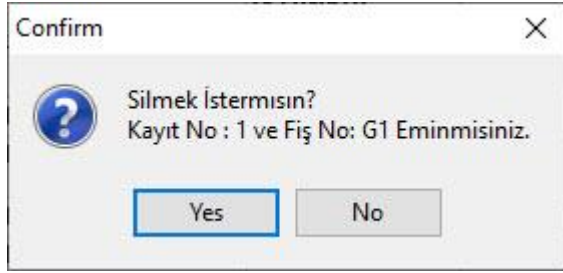 Confirm
Silmek İstermisın?
Kayıt No : 1 ve Fiş No: G1 Eminmisiniz.
Yes
No